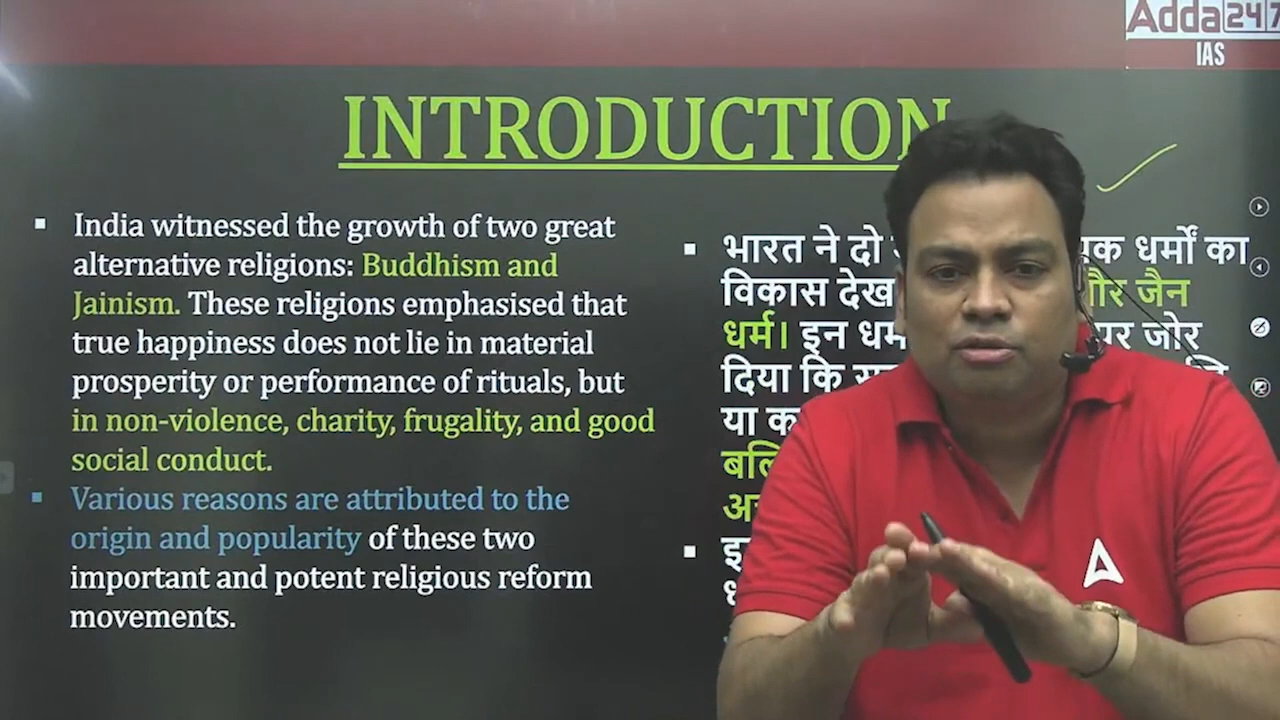 Adda247
IAS
INTRODUCTION
▪ India witnessed the growth of two great
alternative religions: Buddhism and
Jainism. These religions emphasised that
true happiness does not lie in material
prosperity or performance of rituals, but
in non-violence, charity, frugality, and good
social conduct.
▪ Various reasons are attributed to the
origin and popularity of these two
important and potent religious reform
movements.
▪ भारत ने दो धर्मों का
विकास देख जैन
धर्म। इन पर जोर
दिया कि
या